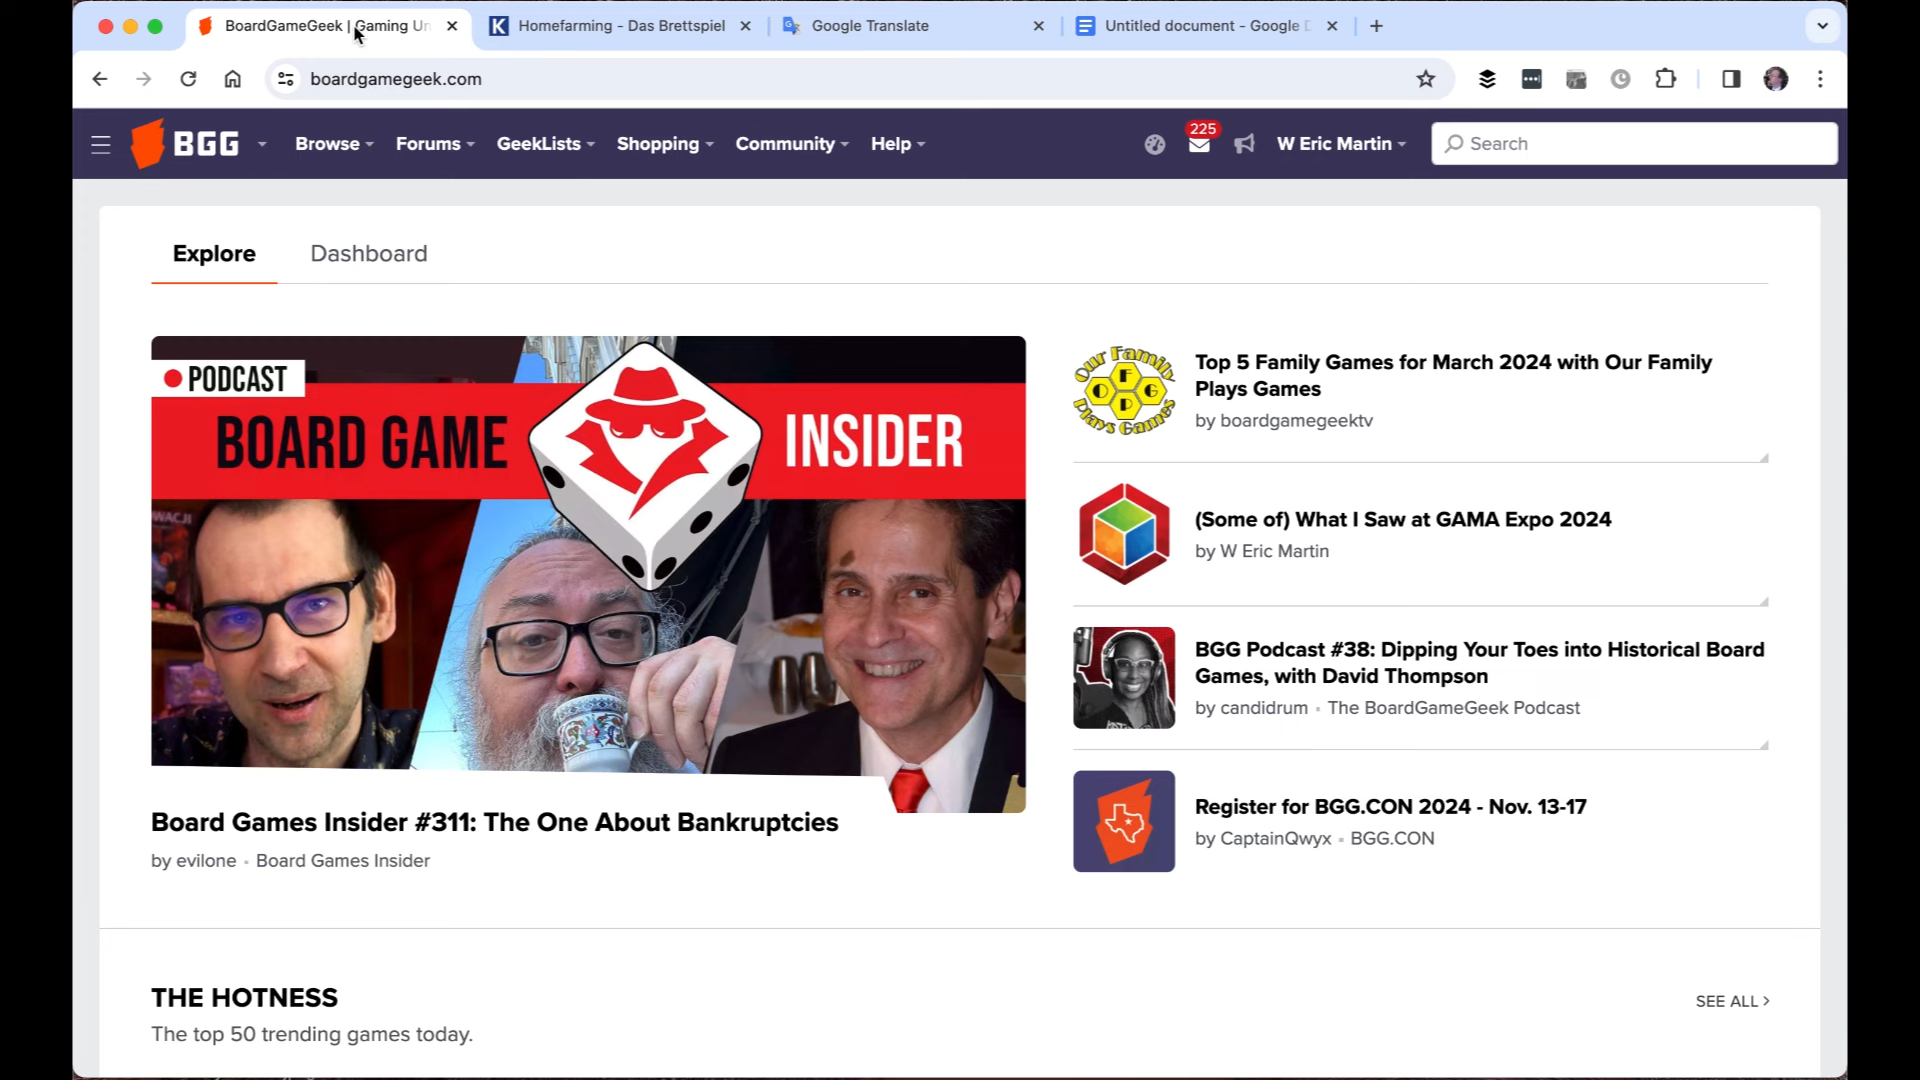 BoardGameGeek | Gaming Un
Homefarming - Das Brettspiel
Google Translate
Untitled document - Google D
boardgamegeek.com
BGG
Browse
Forums
GeekLists
Shopping
Community
Help
225
W Eric Martin
Search
Explore
Dashboard
PODCAST
BOARD GAME INSIDER
WACJI
Board Games Insider #311: The One About Bankruptcies
by evilone • Board Games Insider
Our Family
F
O G
P
Plays Games
Top 5 Family Games for March 2024 with Our Family
Plays Games
by boardgamegeektv
(Some of) What I Saw at GAMA Expo 2024
by W Eric Martin
BGG Podcast #38: Dipping Your Toes into Historical Board
Games, with David Thompson
by candidrum • The BoardGameGeek Podcast
Register for BGG.CON 2024 - Nov. 13-17
by CaptainQwyx • BGG.CON
THE HOTNESS
The top 50 trending games today.
SEE ALL >